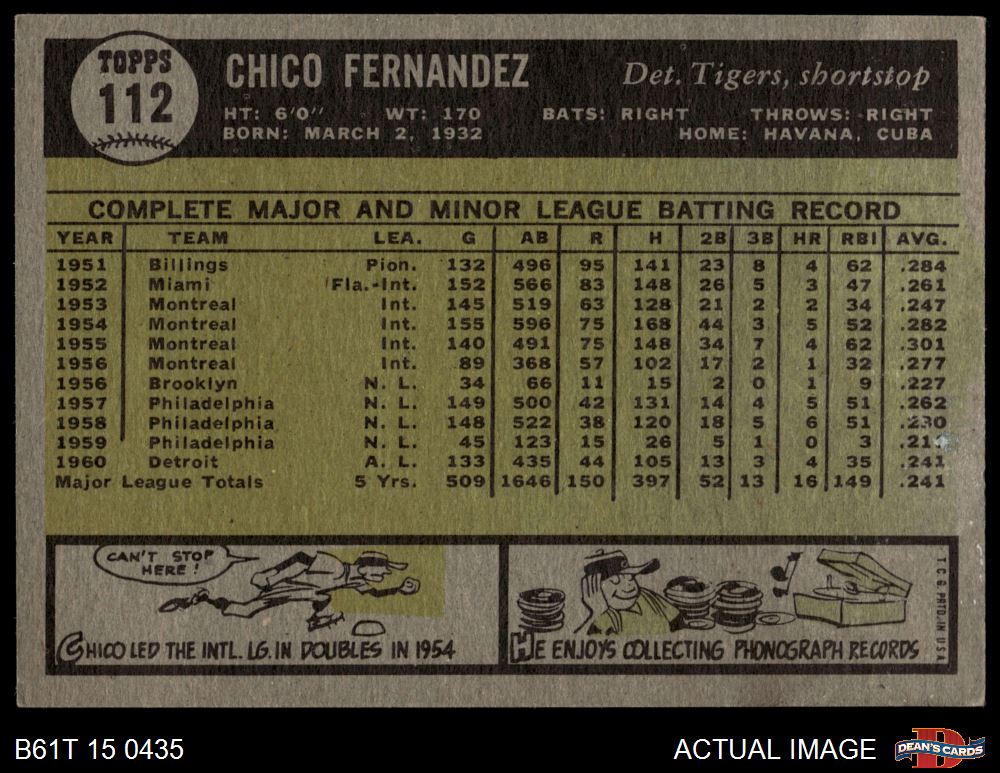 TOPPS
112
CHICO FERNANDEZ
Det. Tigers, shortstop
HT: 6'0" WT: 170 BATS: RIGHT THROWS: RIGHT
BORN: MARCH 2, 1932 HOME: HAVANA, CUBA
COMPLETE MAJOR AND MINOR LEAGUE BATTING RECORD
YEAR TEAM LEA. G AB R H 2B 3B HR RBI AVG.
1951 Billings Pion. 132 496 95 141 23 8 4 62 .284
1952 Miami Fla.-Int. 152 566 83 148 26 5 3 47 .261
1953 Montreal Int. 145 519 63 128 21 2 2 34 .247
1954 Montreal Int. 155 596 75 168 44 3 5 52 .282
1955 Montreal Int. 140 491 75 148 34 7 4 62 .301
1956 Montreal Int. 89 368 57 102 17 2 1 32 .277
1956 Brooklyn N. L. 34 66 11 15 2 0 1 9 .227
1957 Philadelphia N. L. 149 500 42 131 14 4 5 51 .262
1958 Philadelphia N. L. 148 522 38 120 18 5 6 51 .230
1959 Philadelphia N. L. 45 123 15 26 5 1 0 3
1960 Detroit A. L. 133 435 44 105 13 3 4 35 .241
Major League Totals 5 Yrs. 509 1646 150 397 52 13 16 149 .241
CAN'T STOP
HERE!
CHICO LED THE INTL. LG. IN DOUBLES IN 1954
HE ENJOYS COLLECTING PHONOGRAPH RECORDS
T.C.G. PRTD. IN U.S.A.
B61T 15 0435
ACTUAL IMAGE
D
DEAN'S CARDS